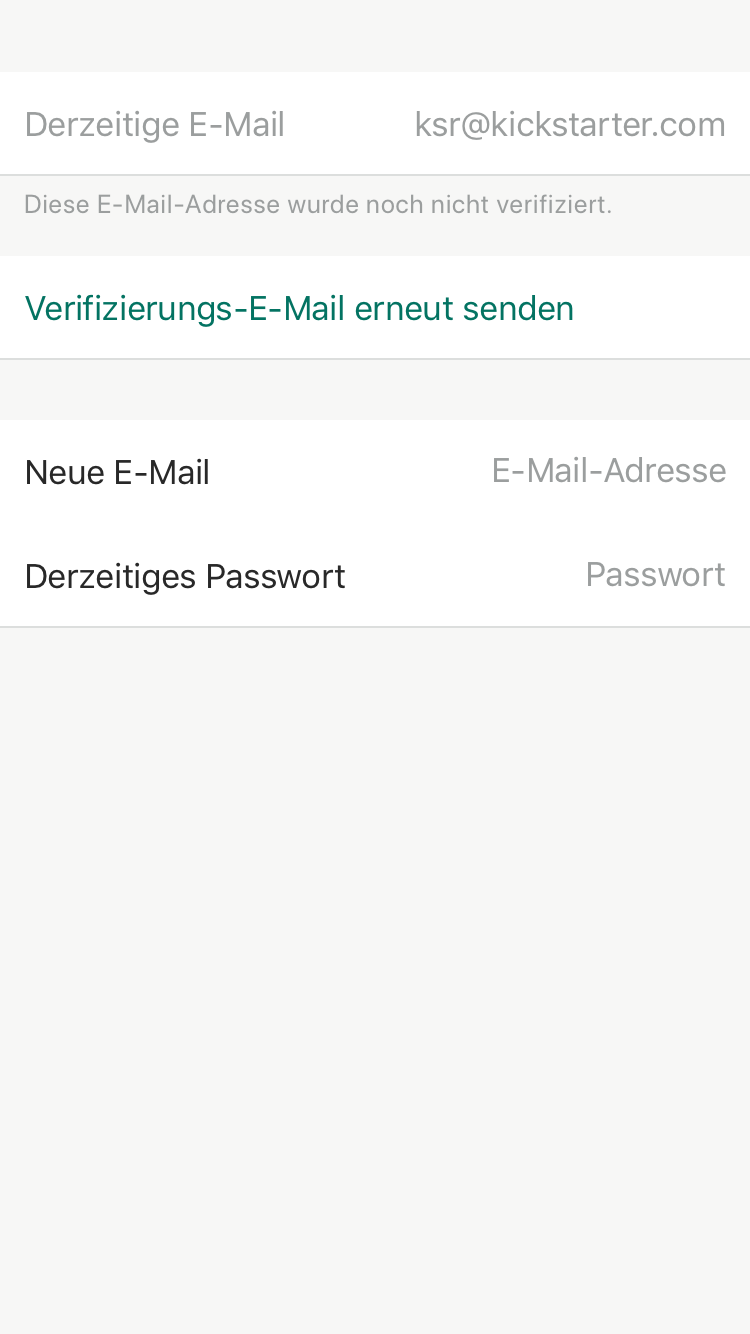 Derzeitige E-Mail ksr@kickstarter.com
Diese E-Mail-Adresse wurde noch nicht verifiziert.
Verifizierungs-E-Mail erneut senden
Neue E-Mail E-Mail-Adresse
Derzeitiges Passwort Passwort